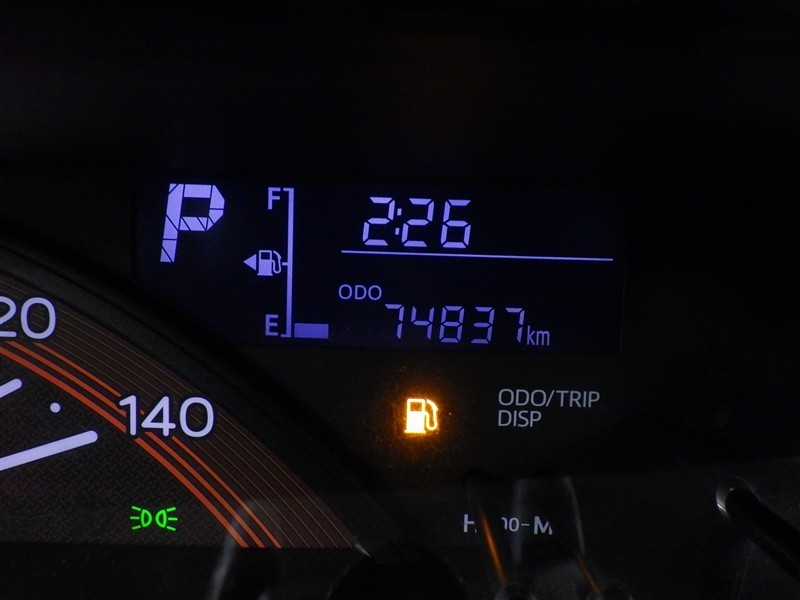 P
F
2:26
ODO
74837km
E
20
140
ODO/TRIP
DISP